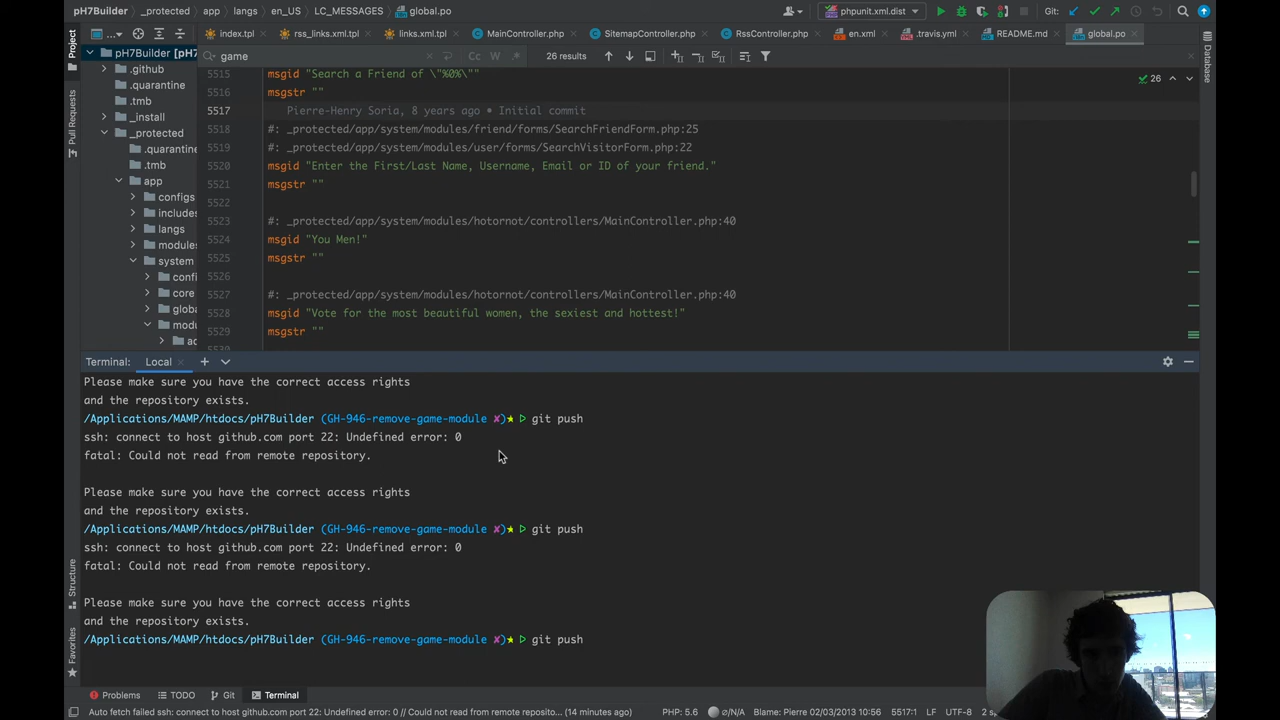 pH7Builder
_protected
app
langs
en_US
LC_MESSAGES
global.po
phpunit.xml.dist
Git:
Project
index.tpl
rss_links.xml.tpl
links.xml.tpl
MainController.php
SitemapController.php
RssController.php
en.xml
.travis.yml
README.md
global.po
Database
pH7Builder [pH7
.github
.quarantine
.tmb
_install
_protected
.quarantine
.tmb
app
configs
includes
langs
modules
system
confi
core
globa
modu
ac
Pull Requests
game
Cc
W
26 results
26
5515 msgid "Search a Friend of \"%0%\""
5516 msgstr ""
5517 Pierre-Henry Soria, 8 years ago • Initial commit
5518 #: _protected/app/system/modules/friend/forms/SearchFriendForm.php:25
5519 #: _protected/app/system/modules/user/forms/SearchVisitorForm.php:22
5520 msgid "Enter the First/Last Name, Username, Email or ID of your friend."
5521 msgstr ""
5522
5523 #: _protected/app/system/modules/hotornot/controllers/MainController.php:40
5524 msgid "You Men!"
5525 msgstr ""
5526
5527 #: _protected/app/system/modules/hotornot/controllers/MainController.php:40
5528 msgid "Vote for the most beautiful women, the sexiest and hottest!"
5529 msgstr ""
Terminal:
Local
Please make sure you have the correct access rights
and the repository exists.
/Applications/MAMP/htdocs/pH7Builder (GH-946-remove-game-module ✘)★ ▷ git push
ssh: connect to host github.com port 22: Undefined error: 0
fatal: Could not read from remote repository.
Please make sure you have the correct access rights
and the repository exists.
/Applications/MAMP/htdocs/pH7Builder (GH-946-remove-game-module ✘)★ ▷ git push
ssh: connect to host github.com port 22: Undefined error: 0
fatal: Could not read from remote repository.
Please make sure you have the correct access rights
and the repository exists.
/Applications/MAMP/htdocs/pH7Builder (GH-946-remove-game-module ✘)★ ▷ git push
Structure
Favorites
Problems
TODO
Git
Terminal
Auto fetch failed ssh: connect to host github.com port 22: Undefined error: 0 // Could not read from remote reposito... (14 minutes ago)
PHP: 5.6
∅/N/A
Blame: Pierre 02/03/2013 10:56
5517:1
LF
UTF-8